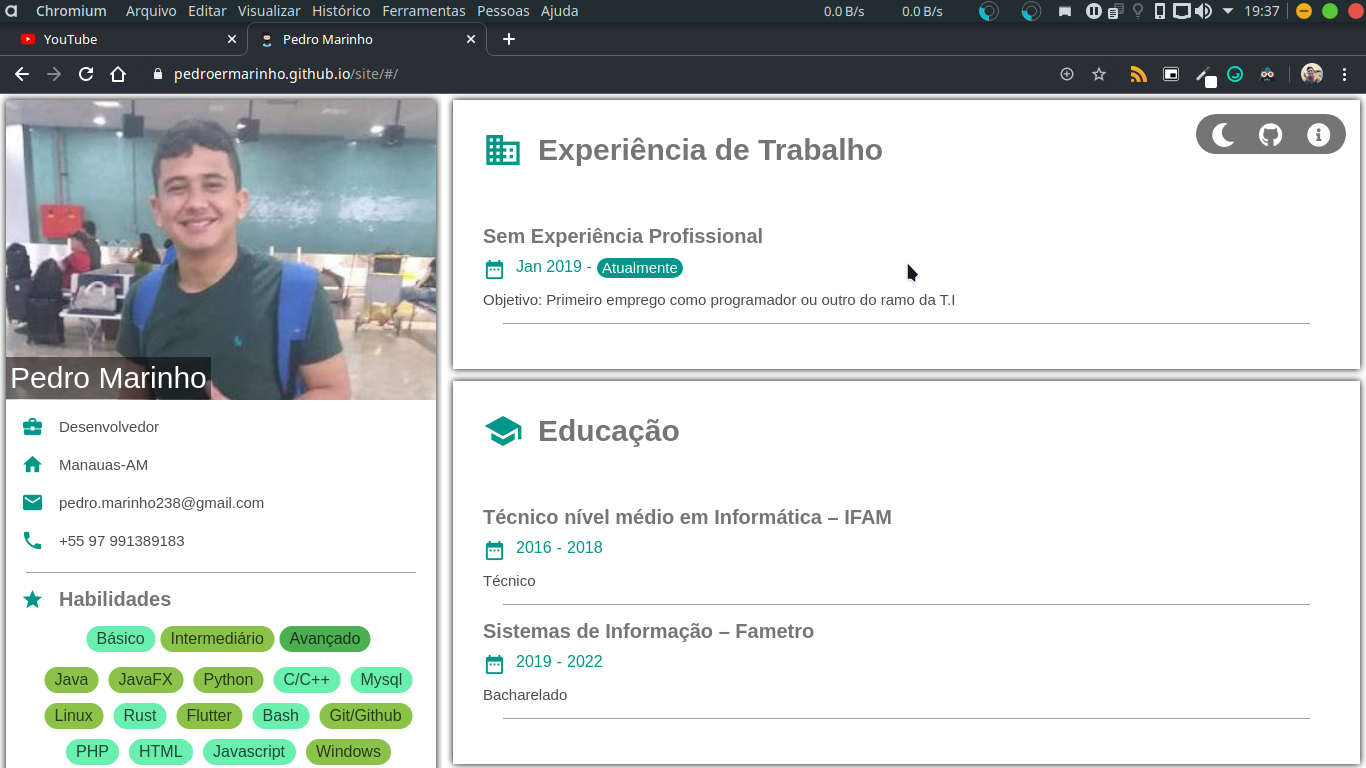 Chromium Arquivo Editar Visualizar Histórico Ferramentas Pessoas Ajuda 0.0 B/s 0.0 B/s 19:37
YouTube Pedro Marinho
pedroermarinho.github.io/site/#/
Pedro Marinho
Desenvolvedor
Manauas-AM
pedro.marinho238@gmail.com
+55 97 991389183
Habilidades
Básico Intermediário Avançado
Java JavaFX Python C/C++ Mysql
Linux Rust Flutter Bash Git/Github
PHP HTML Javascript Windows
Experiência de Trabalho
Sem Experiência Profissional
Jan 2019 - Atualmente
Objetivo: Primeiro emprego como programador ou outro do ramo da T.I
Educação
Técnico nível médio em Informática – IFAM
2016 - 2018
Técnico
Sistemas de Informação – Fametro
2019 - 2022
Bacharelado